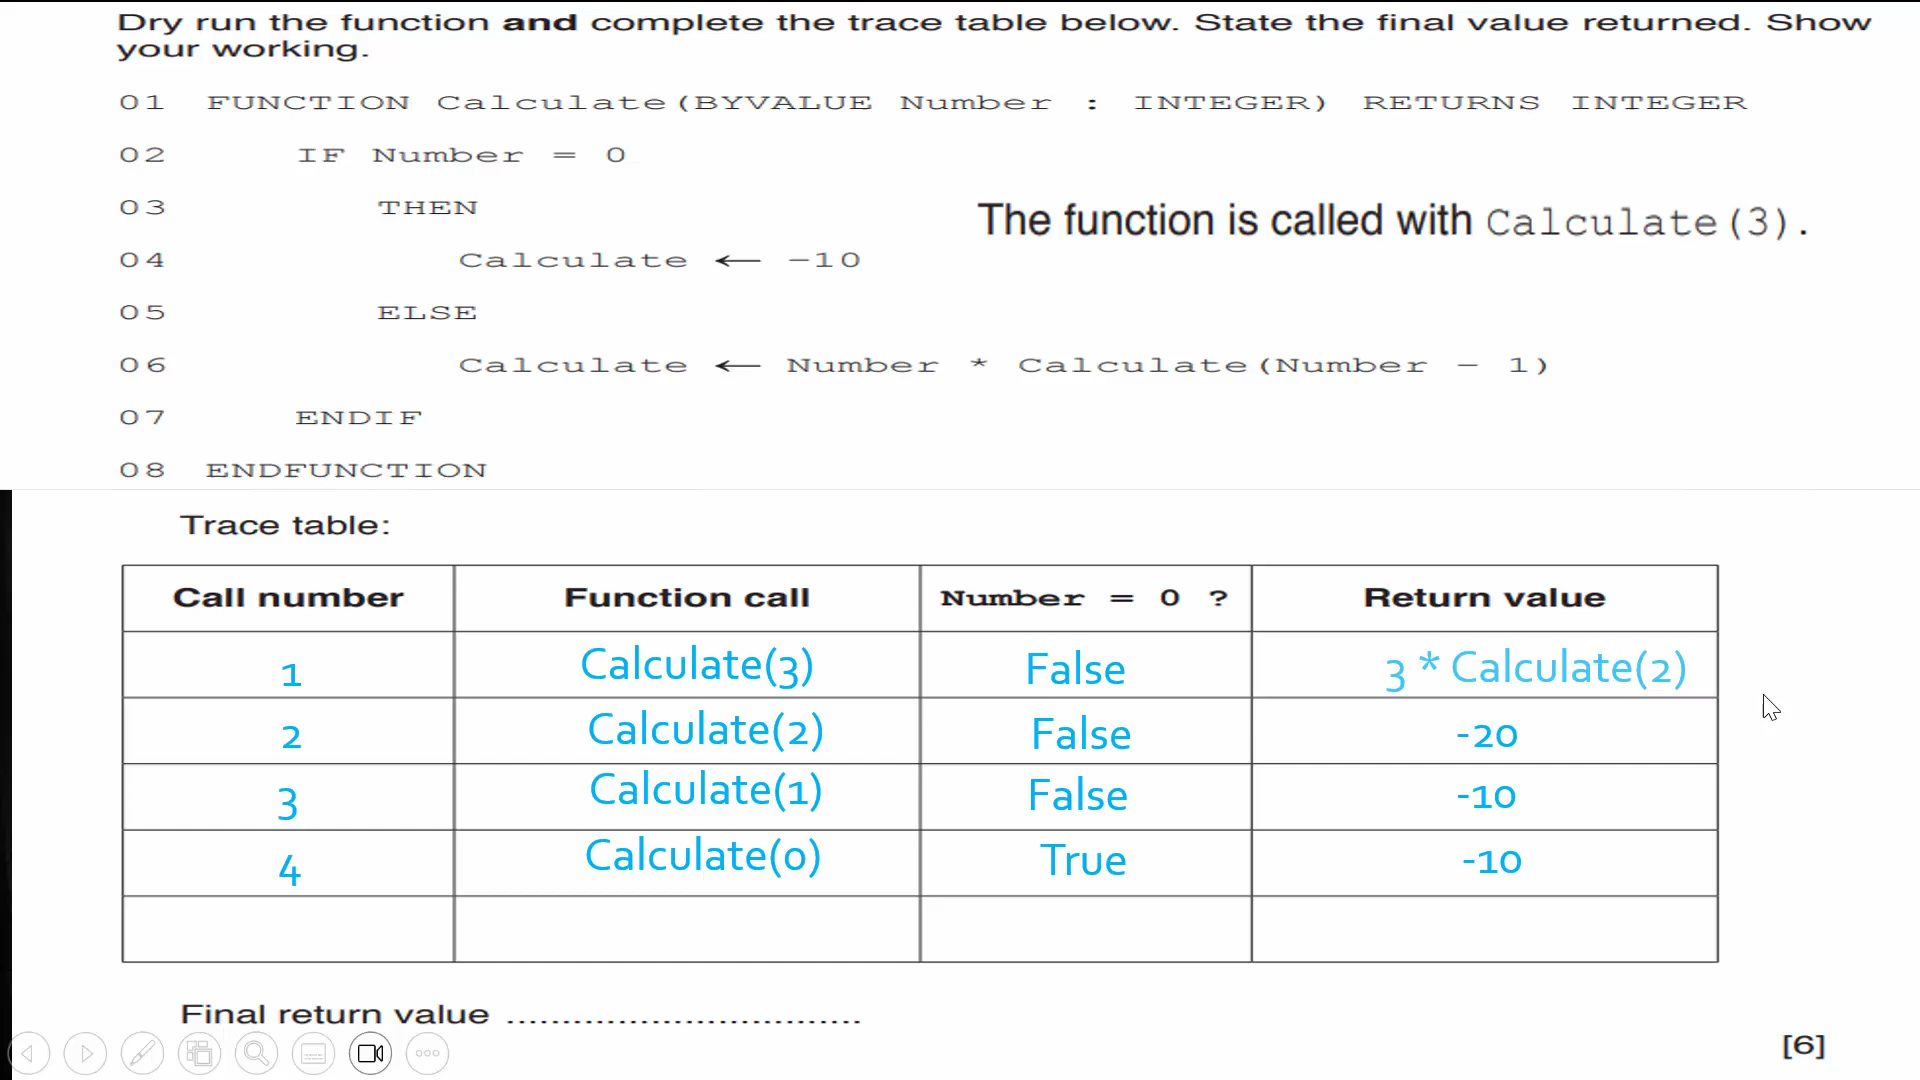 Dry run the function and complete the trace table below. State the final value returned. Show
your working.
01 FUNCTION Calculate(BYVALUE Number : INTEGER) RETURNS INTEGER
02 IF Number = 0
03 THEN
The function is called with Calculate(3).
04 Calculate ← -10
05 ELSE
06 Calculate ← Number * Calculate(Number - 1)
07 ENDIF
08 ENDFUNCTION
Trace table:
Call number Function call Number = 0 ? Return value
1 Calculate(3) False 3 * Calculate(2)
2 Calculate(2) False -20
3 Calculate(1) False -10
4 Calculate(0) True -10
Final return value ................................
[6]